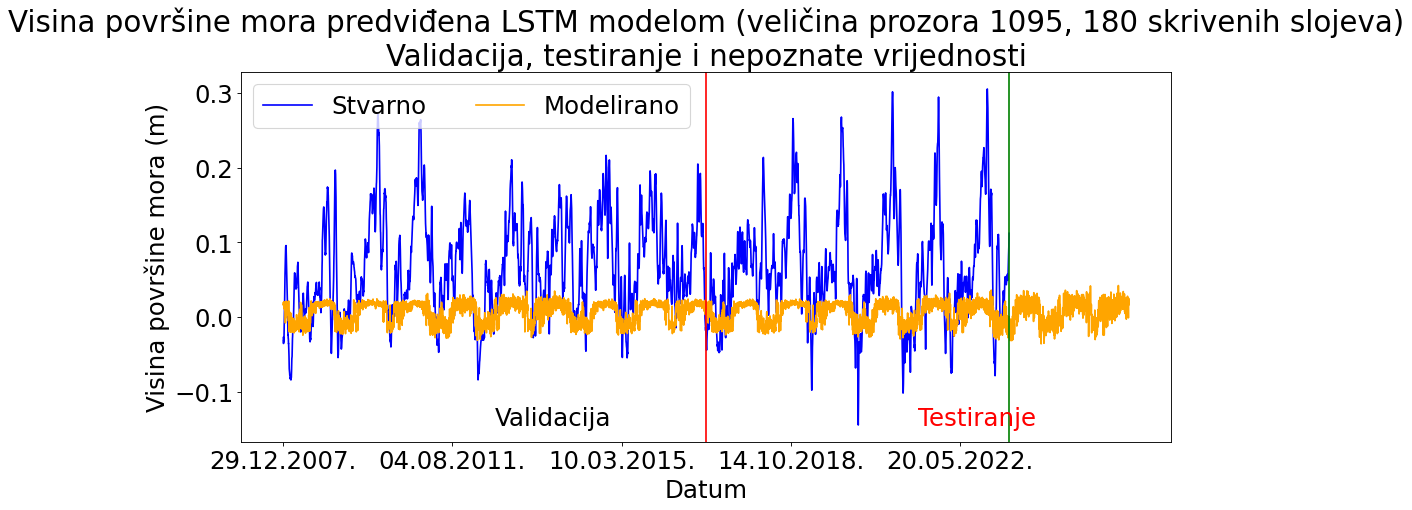 Visina površine mora predviđena LSTM modelom (veličina prozora 1095, 180 skrivenih slojeva)
Validacija, testiranje i nepoznate vrijednosti
Stvarno Modelirano
Visina površine mora (m)
0.3
0.2
0.1
0.0
−0.1
Validacija Testiranje
29.12.2007. 04.08.2011. 10.03.2015. 14.10.2018. 20.05.2022.
Datum